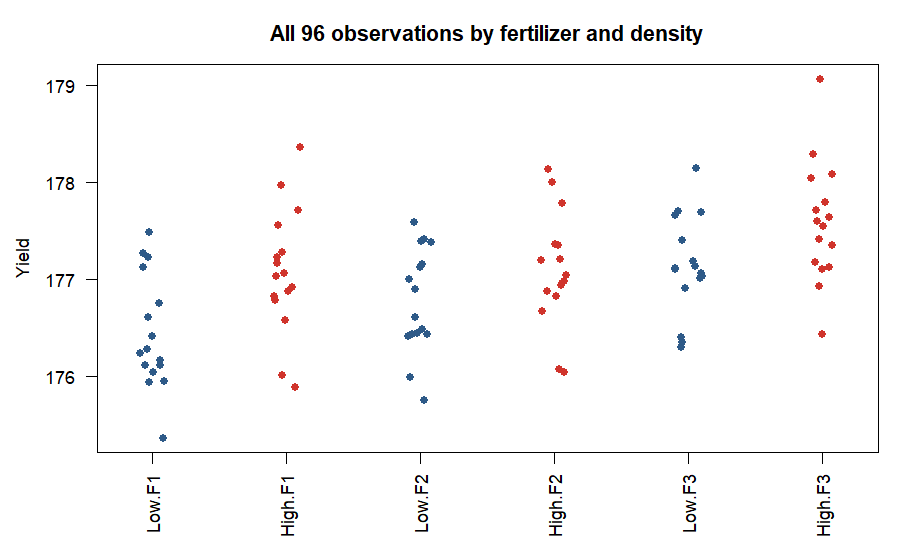 All 96 observations by fertilizer and density
Yield
179
178
177
176
Low.F1
High.F1
Low.F2
High.F2
Low.F3
High.F3